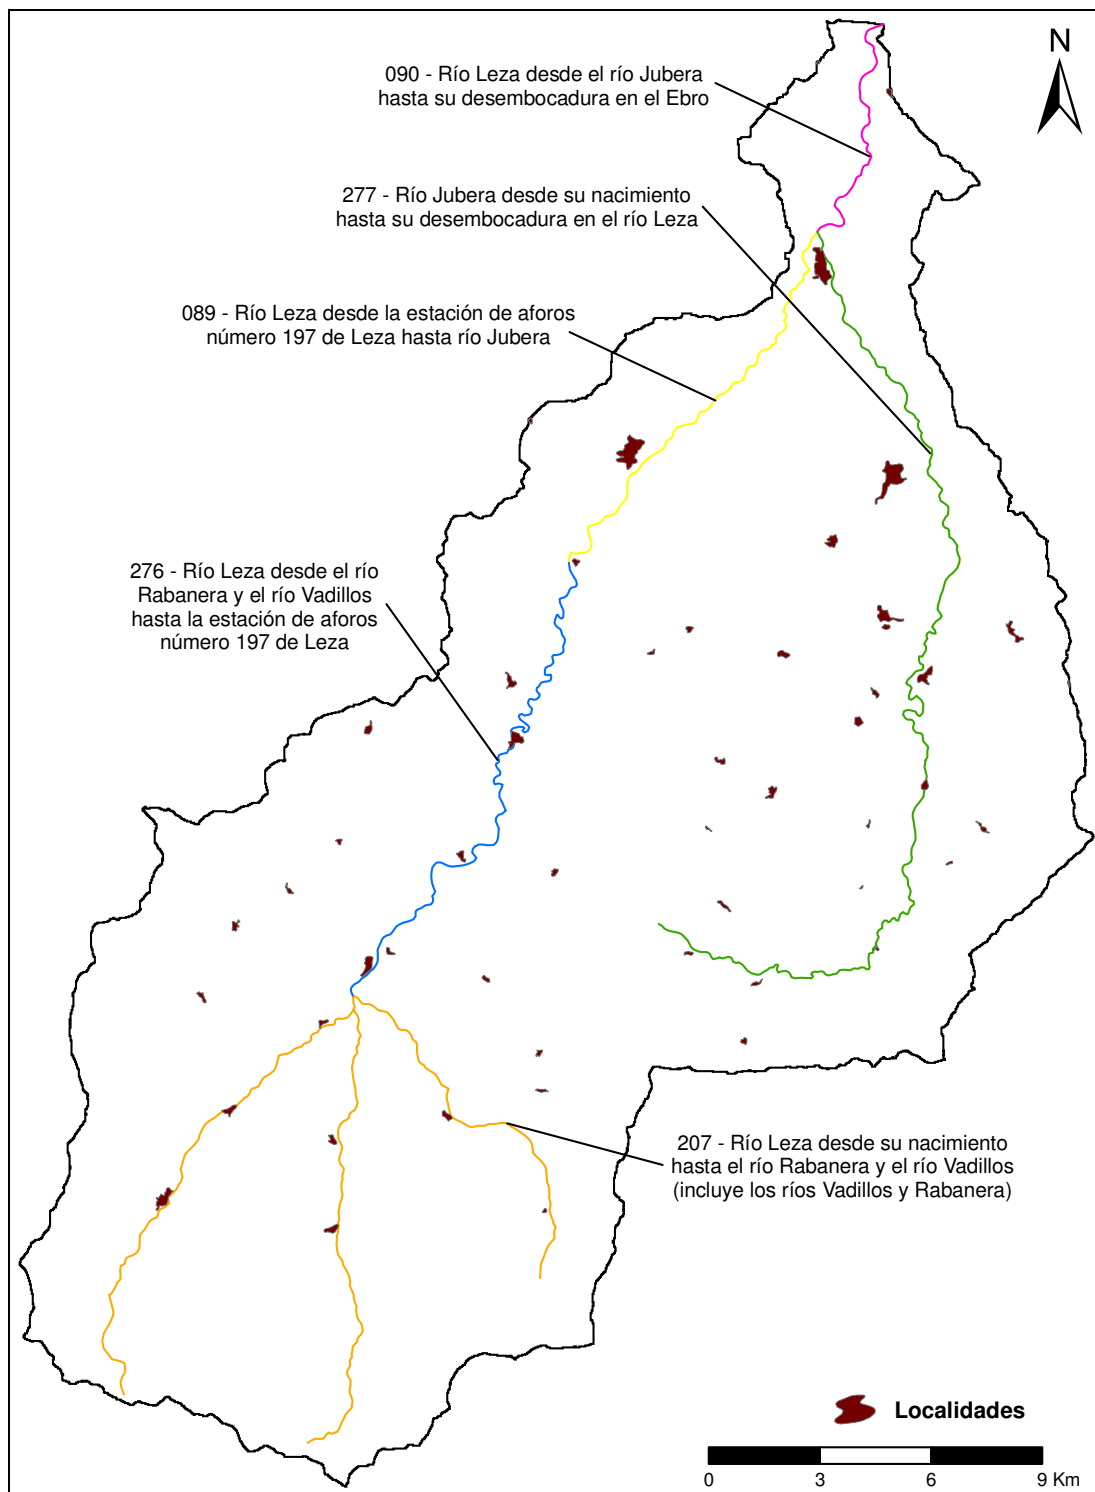 N
090 - Río Leza desde el río Jubera
hasta su desembocadura en el Ebro
277 - Río Jubera desde su nacimiento
hasta su desembocadura en el río Leza
089 - Río Leza desde la estación de aforos
número 197 de Leza hasta río Jubera
276 - Río Leza desde el río
Rabanera y el río Vadillos
hasta la estación de aforos
número 197 de Leza
207 - Río Leza desde su nacimiento
hasta el río Rabanera y el río Vadillos
(incluye los ríos Vadillos y Rabanera)
Localidades
0 3 6 9 Km